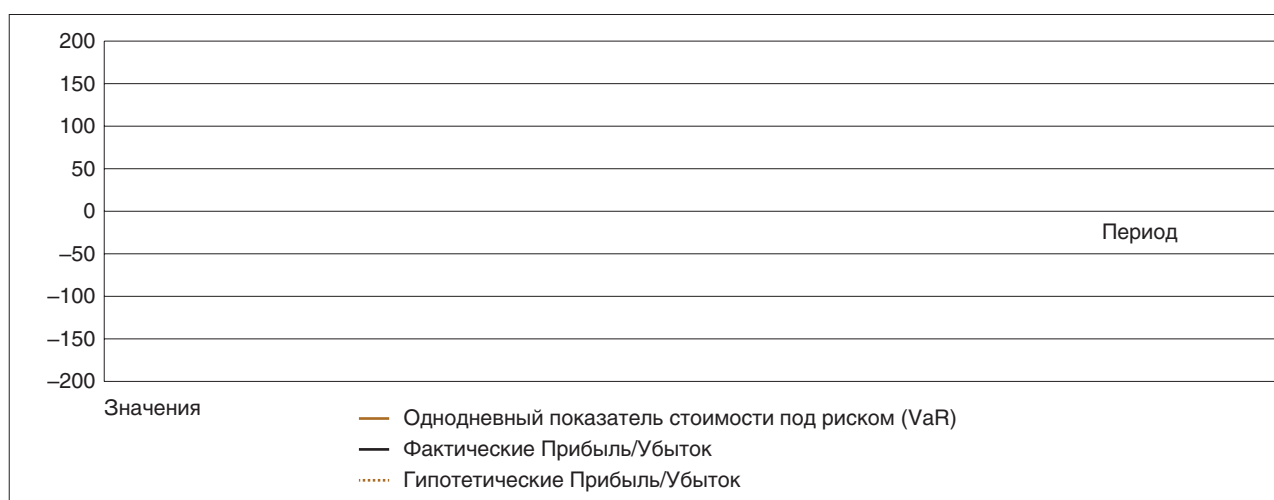 200
150
100
50
0
Период
–50
–100
–150
–200
Значения
Однодневный показатель стоимости под риском (VaR)
Фактические Прибыль/Убыток
Гипотетические Прибыль/Убыток